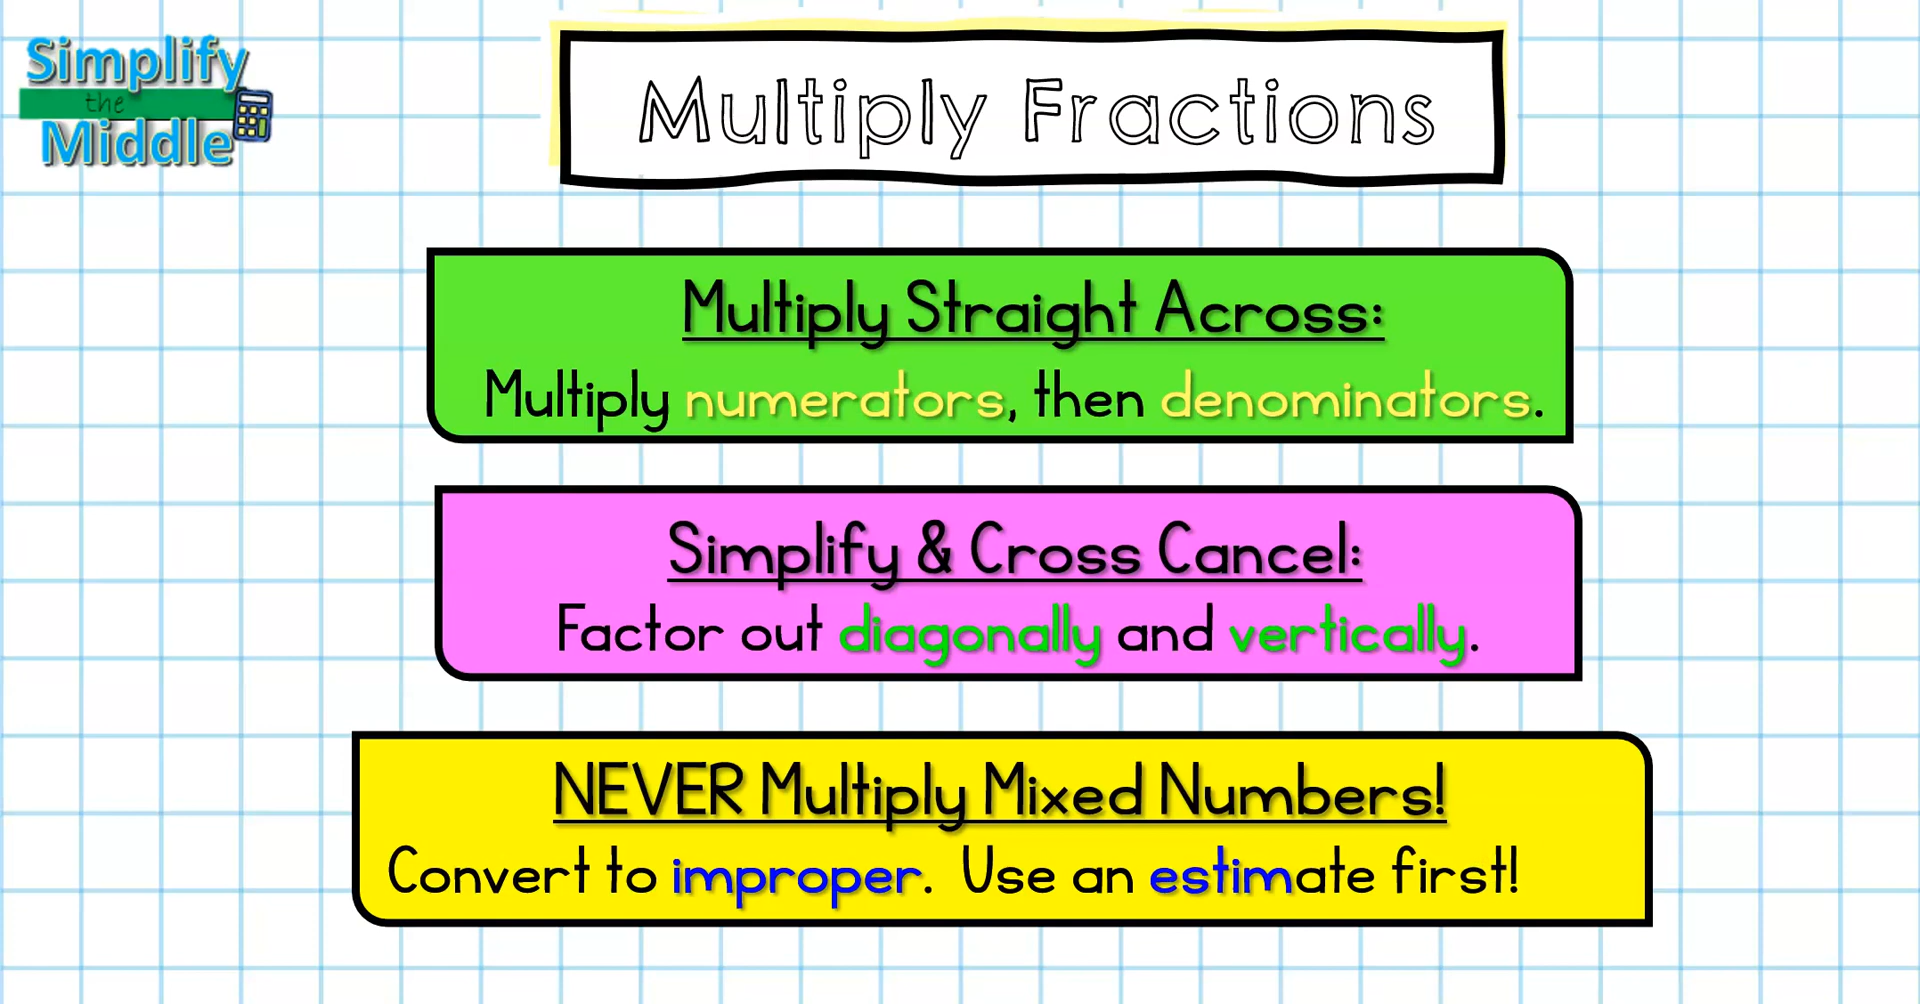 Simplify
the
Middle
Multiply Fractions
Multiply Straight Across:
Multiply numerators, then denominators.
Simplify & Cross Cancel:
Factor out diagonally and vertically.
NEVER Multiply Mixed Numbers!
Convert to improper. Use an estimate first!